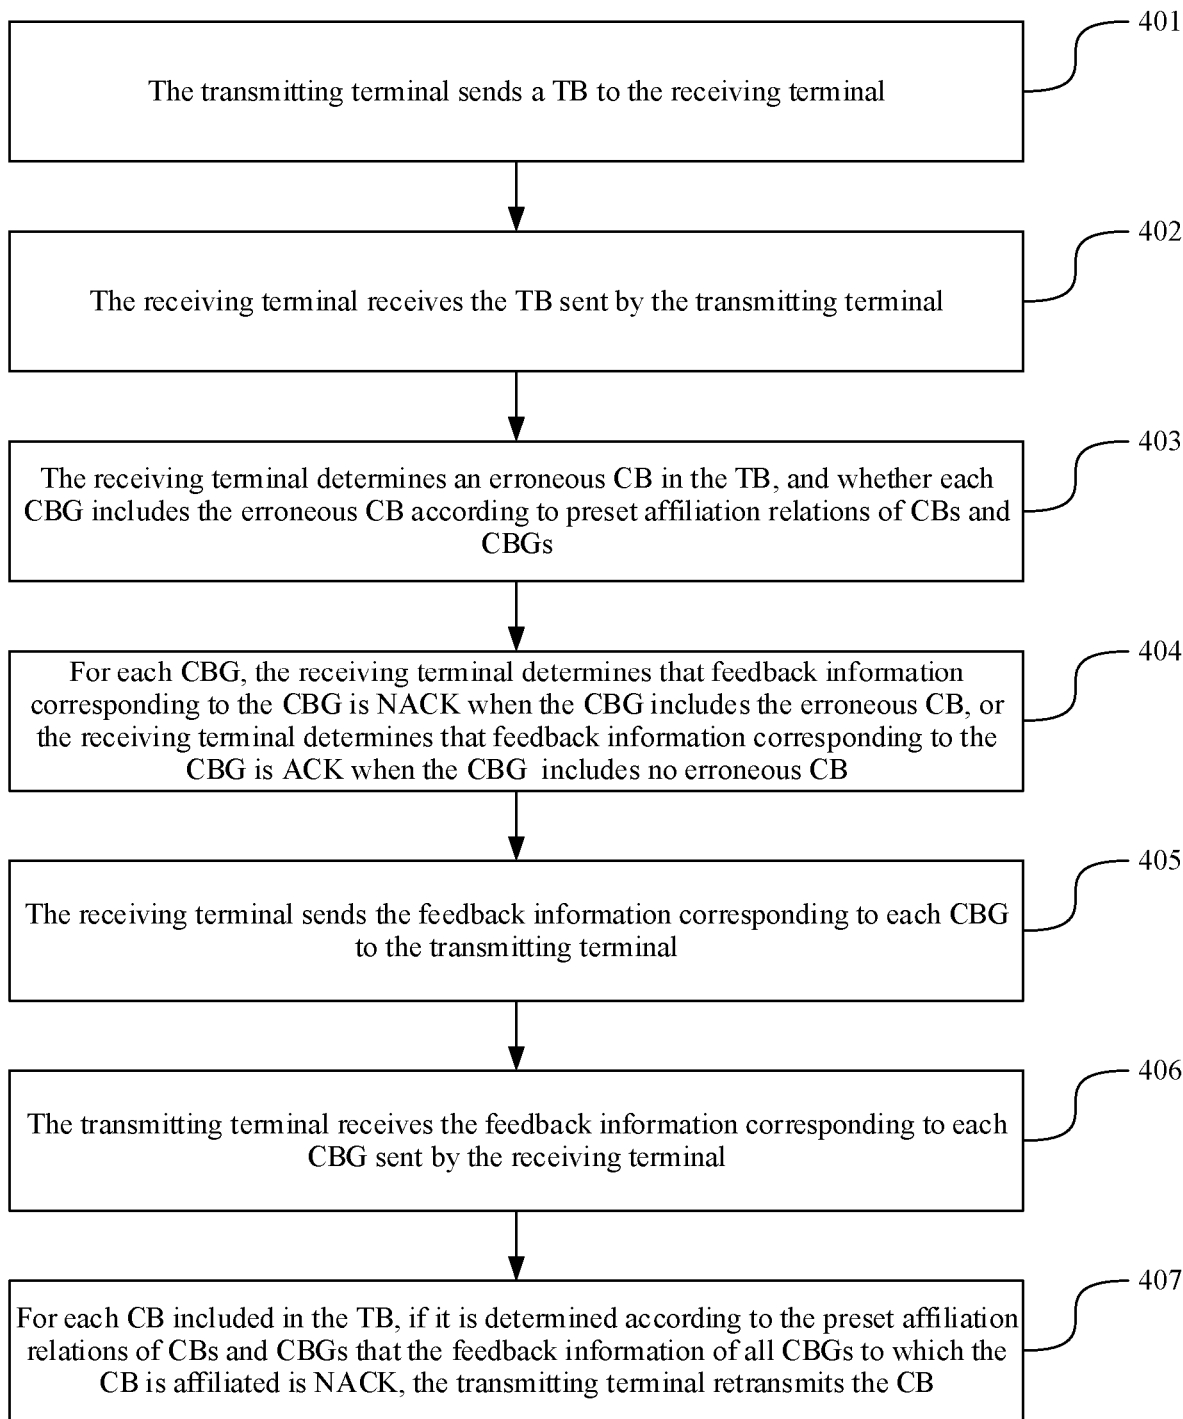 401
The transmitting terminal sends a TB to the receiving terminal
402
The receiving terminal receives the TB sent by the transmitting terminal
403
The receiving terminal determines an erroneous CB in the TB, and whether each
CBG includes the erroneous CB according to preset affiliation relations of CBs and
CBGs
404
For each CBG, the receiving terminal determines that feedback information
corresponding to the CBG is NACK when the CBG includes the erroneous CB, or
the receiving terminal determines that feedback information corresponding to the
CBG is ACK when the CBG includes no erroneous CB
405
The receiving terminal sends the feedback information corresponding to each CBG
to the transmitting terminal
406
The transmitting terminal receives the feedback information corresponding to each
CBG sent by the receiving terminal
407
For each CB included in the TB, if it is determined according to the preset affiliation
relations of CBs and CBGs that the feedback information of all CBGs to which the
CB is affiliated is NACK, the transmitting terminal retransmits the CB